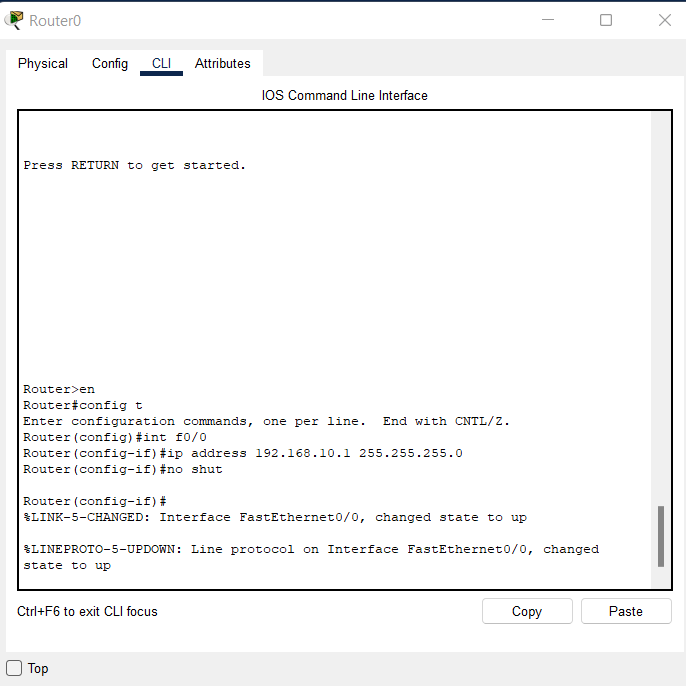 Router0
Physical Config CLI Attributes
IOS Command Line Interface
Press RETURN to get started.
Router>en
Router#config t
Enter configuration commands, one per line.  End with CNTL/Z.
Router(config)#int f0/0
Router(config-if)#ip address 192.168.10.1 255.255.255.0
Router(config-if)#no shut
Router(config-if)#
%LINK-5-CHANGED: Interface FastEthernet0/0, changed state to up
%LINEPROTO-5-UPDOWN: Line protocol on Interface FastEthernet0/0, changed
state to up
Ctrl+F6 to exit CLI focus
Copy Paste
Top